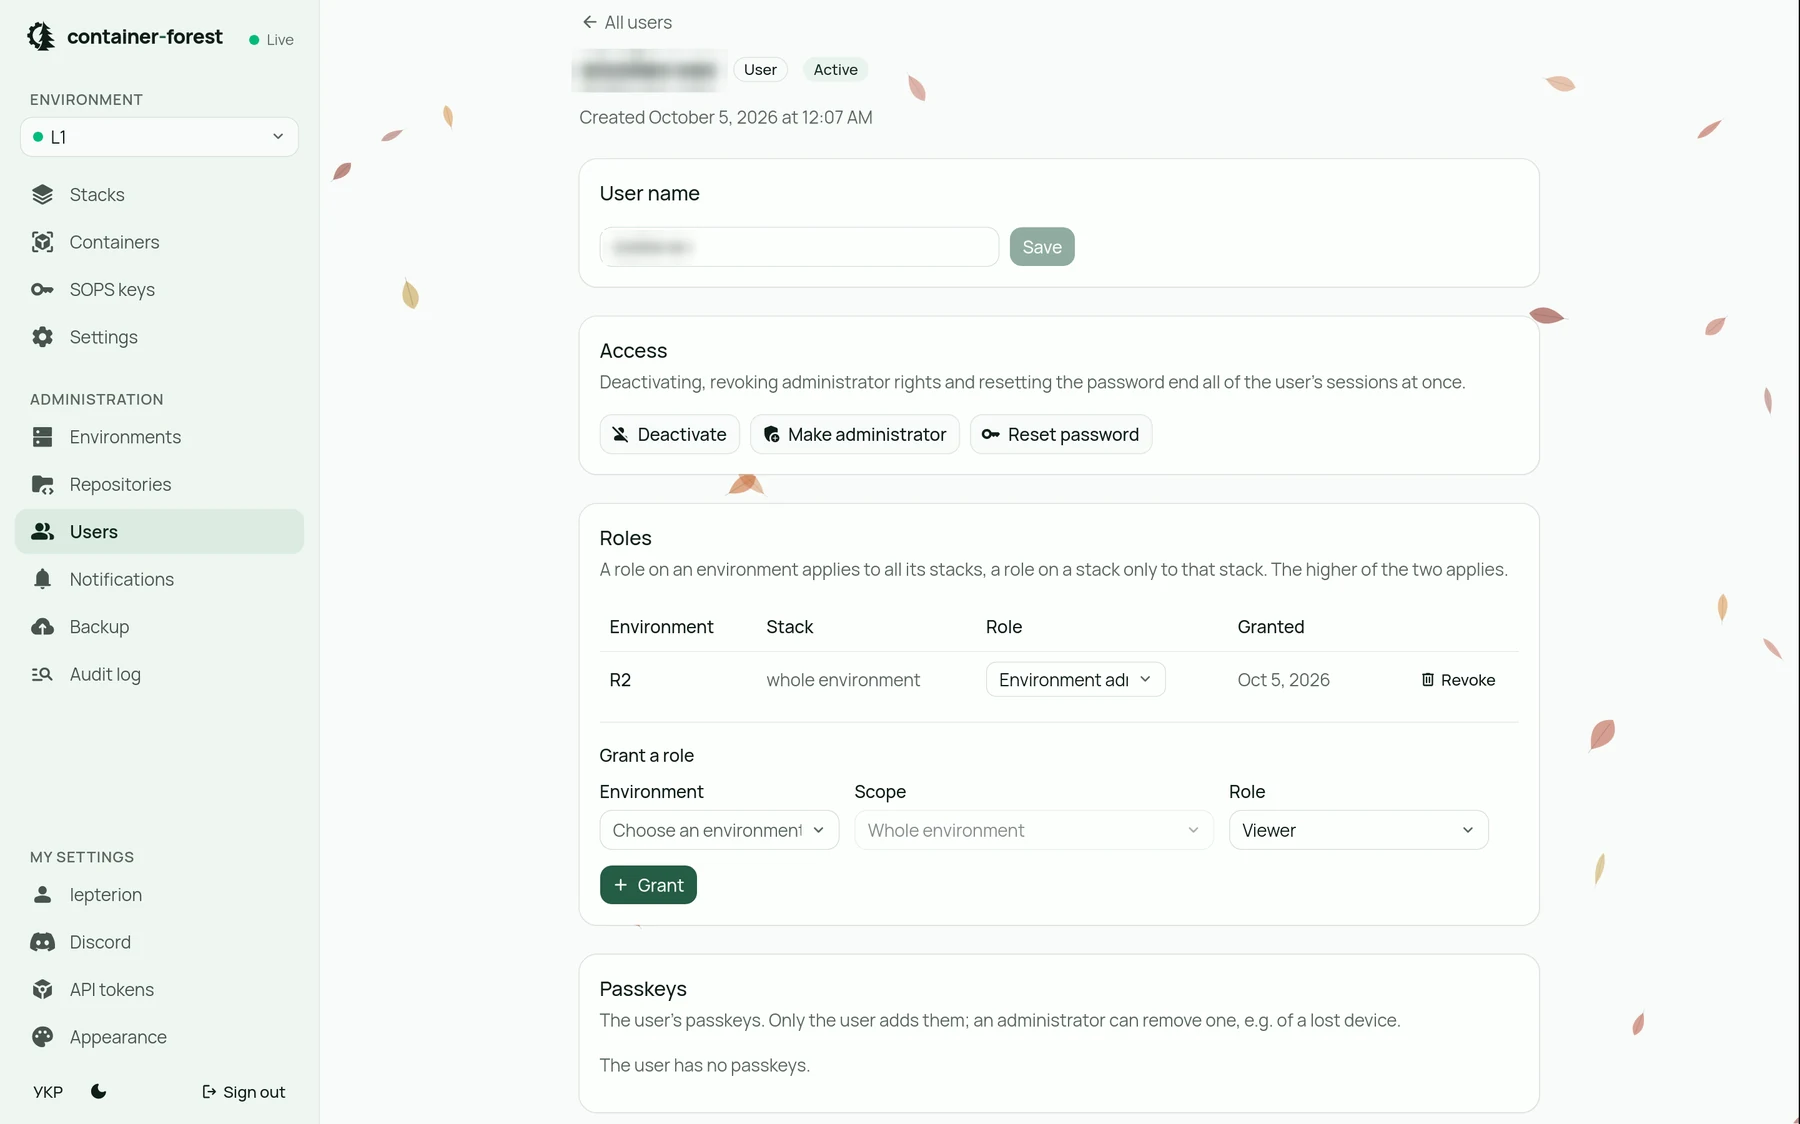 container-forest
Live
ENVIRONMENT
L1
Stacks
Containers
SOPS keys
Settings
ADMINISTRATION
Environments
Repositories
Users
Notifications
Backup
Audit log
MY SETTINGS
lepterion
Discord
API tokens
Appearance
УКР
Sign out
All users
User Active
Created October 5, 2026 at 12:07 AM
User name
Save
Access
Deactivating, revoking administrator rights and resetting the password end all of the user's sessions at once.
Deactivate Make administrator Reset password
Roles
A role on an environment applies to all its stacks, a role on a stack only to that stack. The higher of the two applies.
Environment Stack Role Granted
R2 whole environment Environment adı Oct 5, 2026 Revoke
Grant a role
Environment Scope Role
Choose an environment Whole environment Viewer
+ Grant
Passkeys
The user's passkeys. Only the user adds them; an administrator can remove one, e.g. of a lost device.
The user has no passkeys.